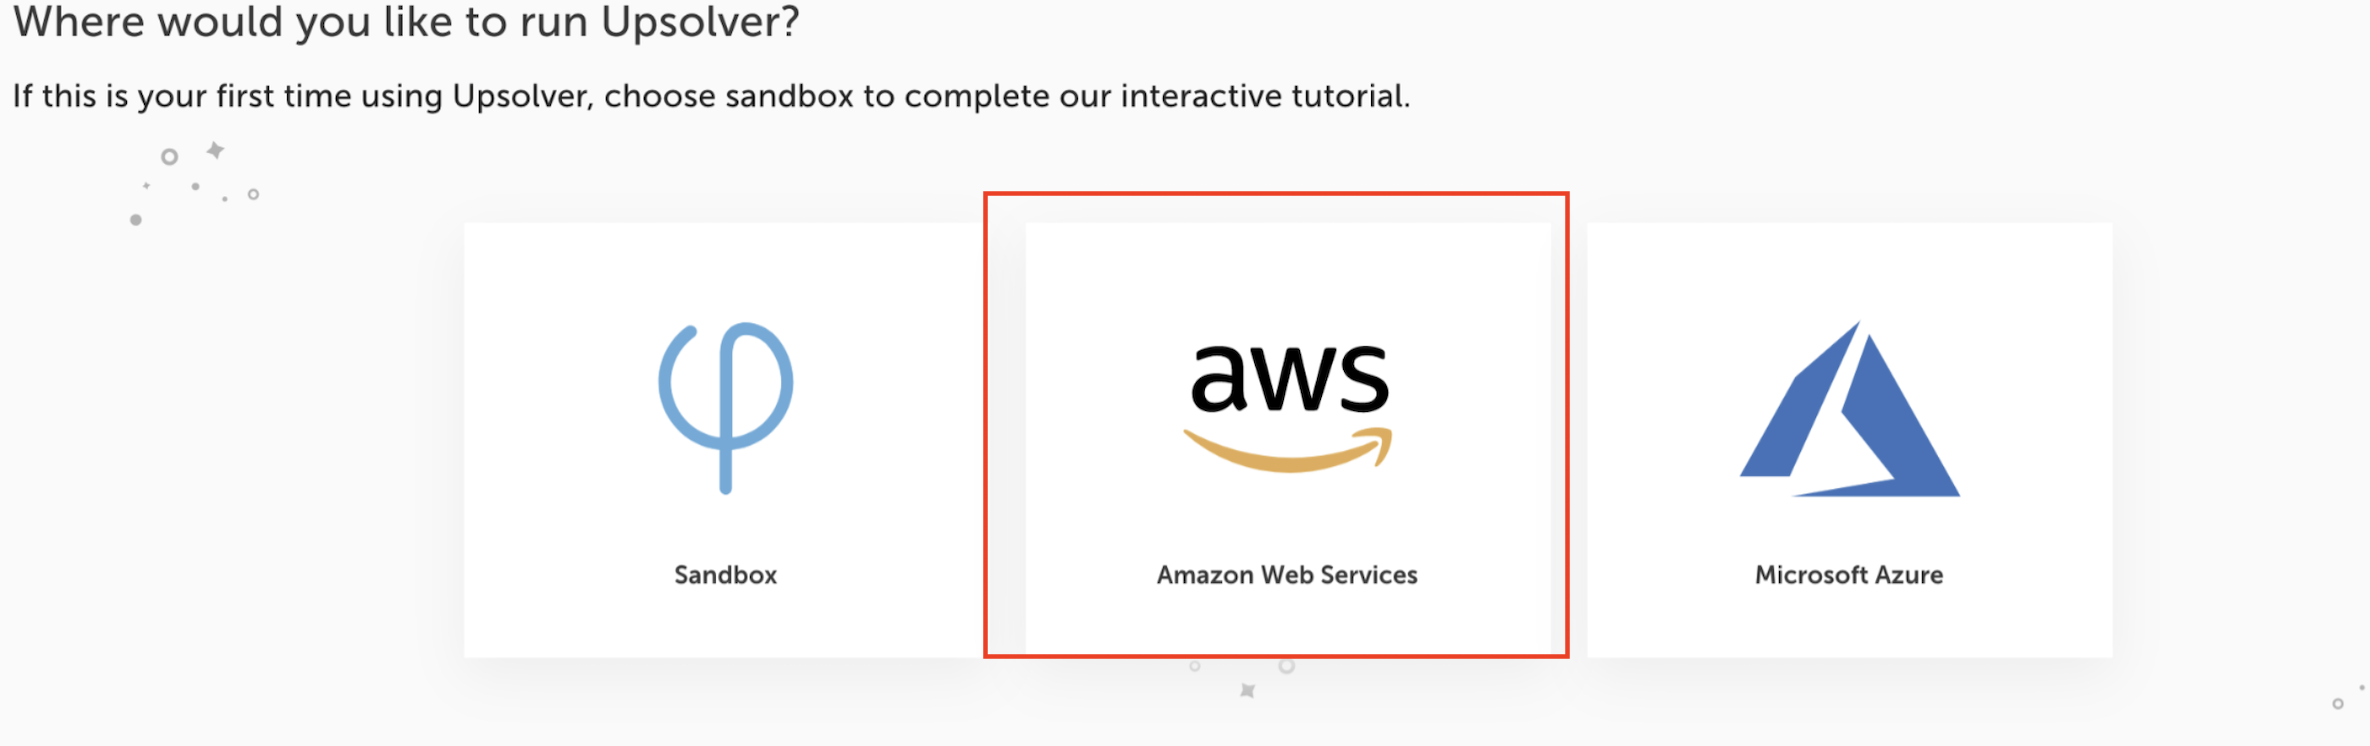 Where would you like to run Upsolver?
If this is your first time using Upsolver, choose sandbox to complete our interactive tutorial.
aws
Sandbox
Amazon Web Services
Microsoft Azure